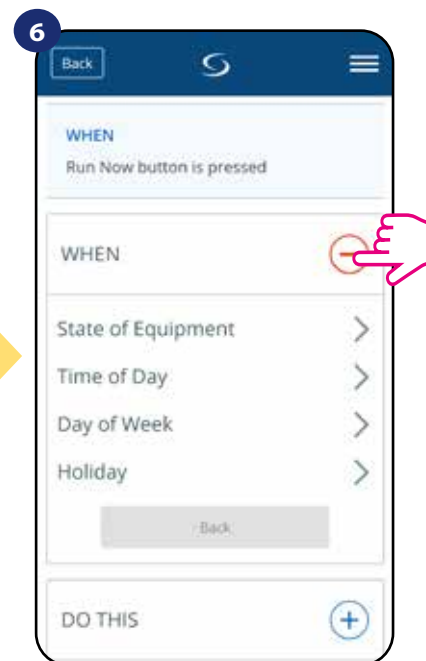 6
Back
WHEN
Run Now button is pressed
WHEN
State of Equipment
Time of Day
Day of Week
Holiday
Back
DO THIS